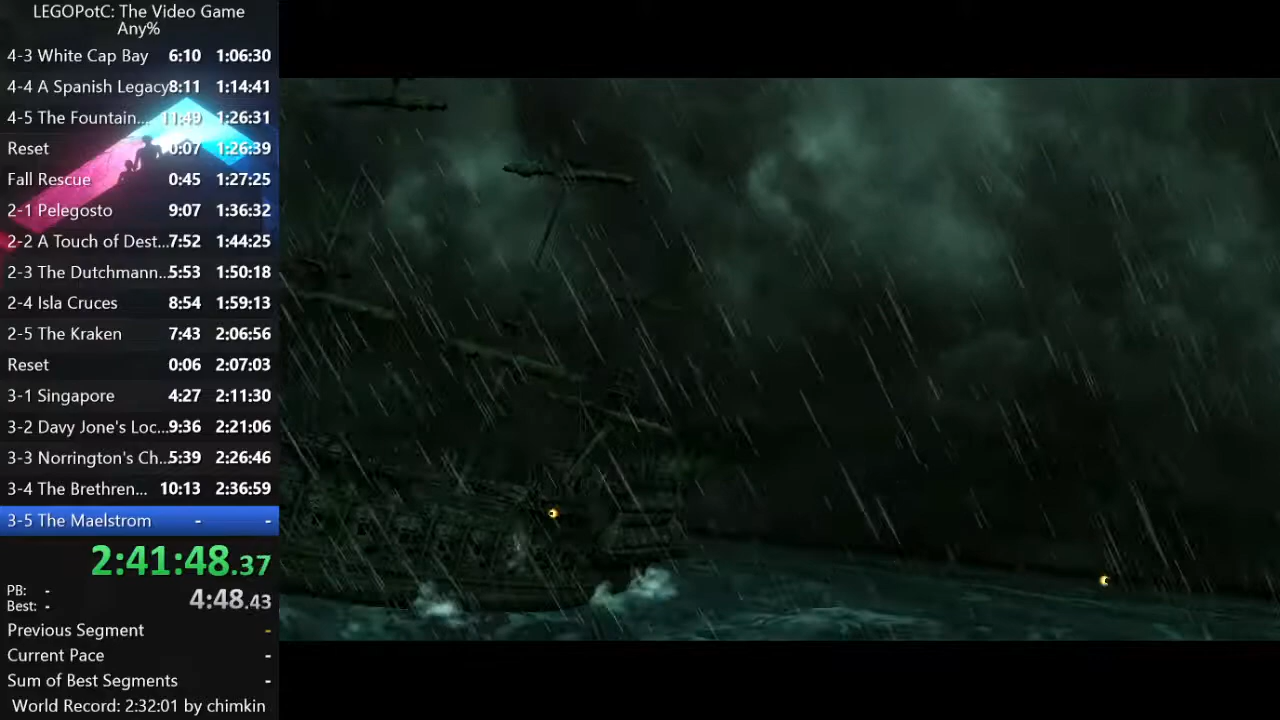 LEGOPotC: The Video Game
Any%
4-3 White Cap Bay 6:10 1:06:30
4-4 A Spanish Legacy 8:11 1:14:41
4-5 The Fountain... 11:49 1:26:31
Reset 0:07 1:26:39
Fall Rescue 0:45 1:27:25
2-1 Pelegosto 9:07 1:36:32
2-2 A Touch of Dest... 7:52 1:44:25
2-3 The Dutchmann... 5:53 1:50:18
2-4 Isla Cruces 8:54 1:59:13
2-5 The Kraken 7:43 2:06:56
Reset 0:06 2:07:03
3-1 Singapore 4:27 2:11:30
3-2 Davy Jone's Loc... 9:36 2:21:06
3-3 Norrington's Ch... 5:39 2:26:46
3-4 The Brethren... 10:13 2:36:59
3-5 The Maelstrom - -
2:41:48.37
PB: -
Best: - 4:48.43
Previous Segment -
Current Pace -
Sum of Best Segments -
World Record: 2:32:01 by chimkin